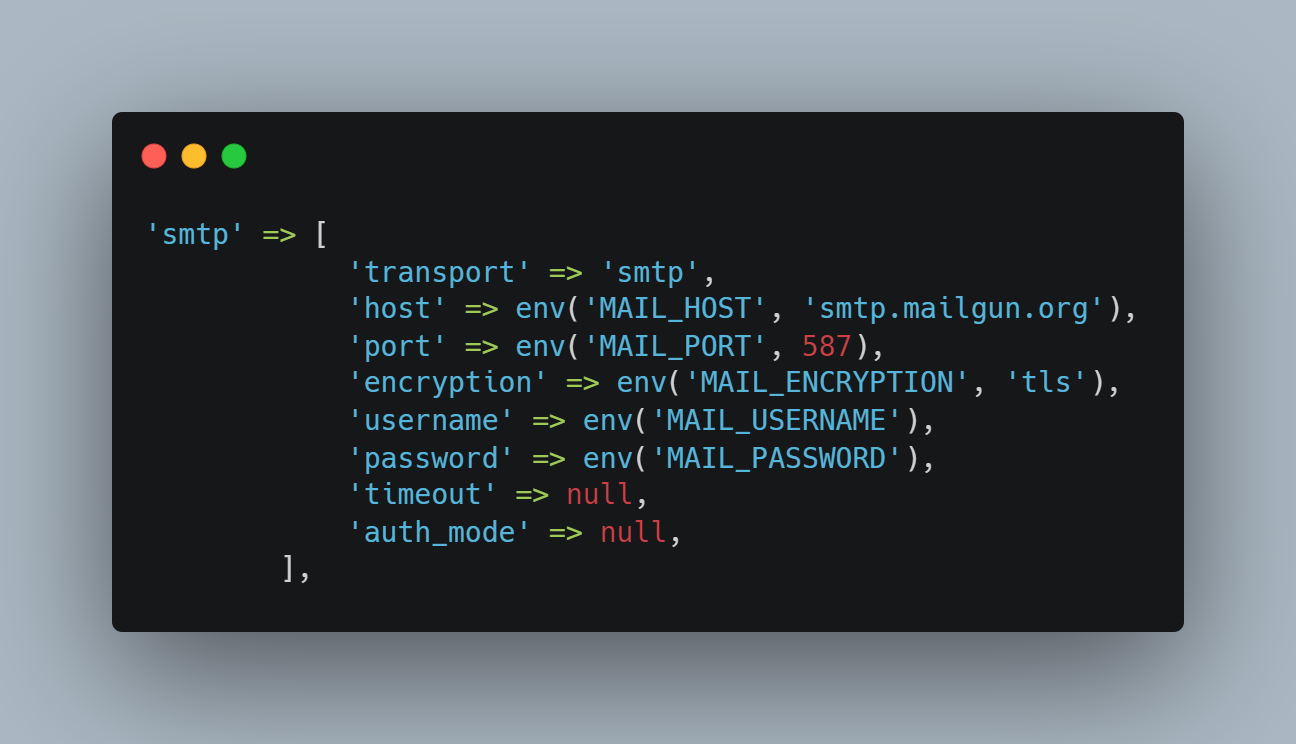 'smtp' => [
'transport' => 'smtp',
'host' => env('MAIL_HOST', 'smtp.mailgun.org'),
'port' => env('MAIL_PORT', 587),
'encryption' => env('MAIL_ENCRYPTION', 'tls'),
'username' => env('MAIL_USERNAME'),
'password' => env('MAIL_PASSWORD'),
'timeout' => null,
'auth_mode' => null,
],